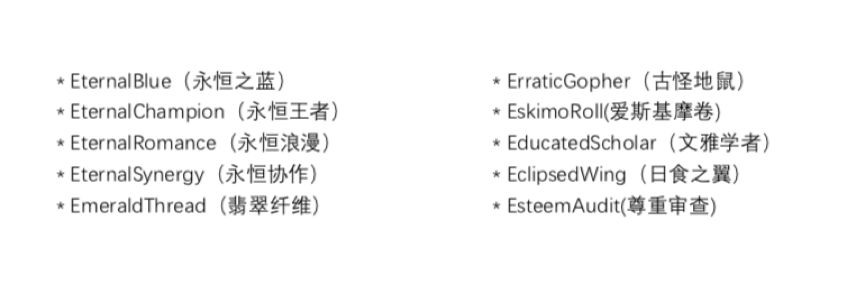 * EternalBlue（永恒之蓝）
* EternalChampion（永恒王者）
* EternalRomance（永恒浪漫）
* EternalSynergy（永恒协作）
* EmeraldThread（翡翠纤维）
* ErraticGopher（古怪地鼠）
* EskimoRoll(爱斯基摩卷)
* EducatedScholar（文雅学者）
* EclipsedWing（日食之翼）
* EsteemAudit(尊重审查)